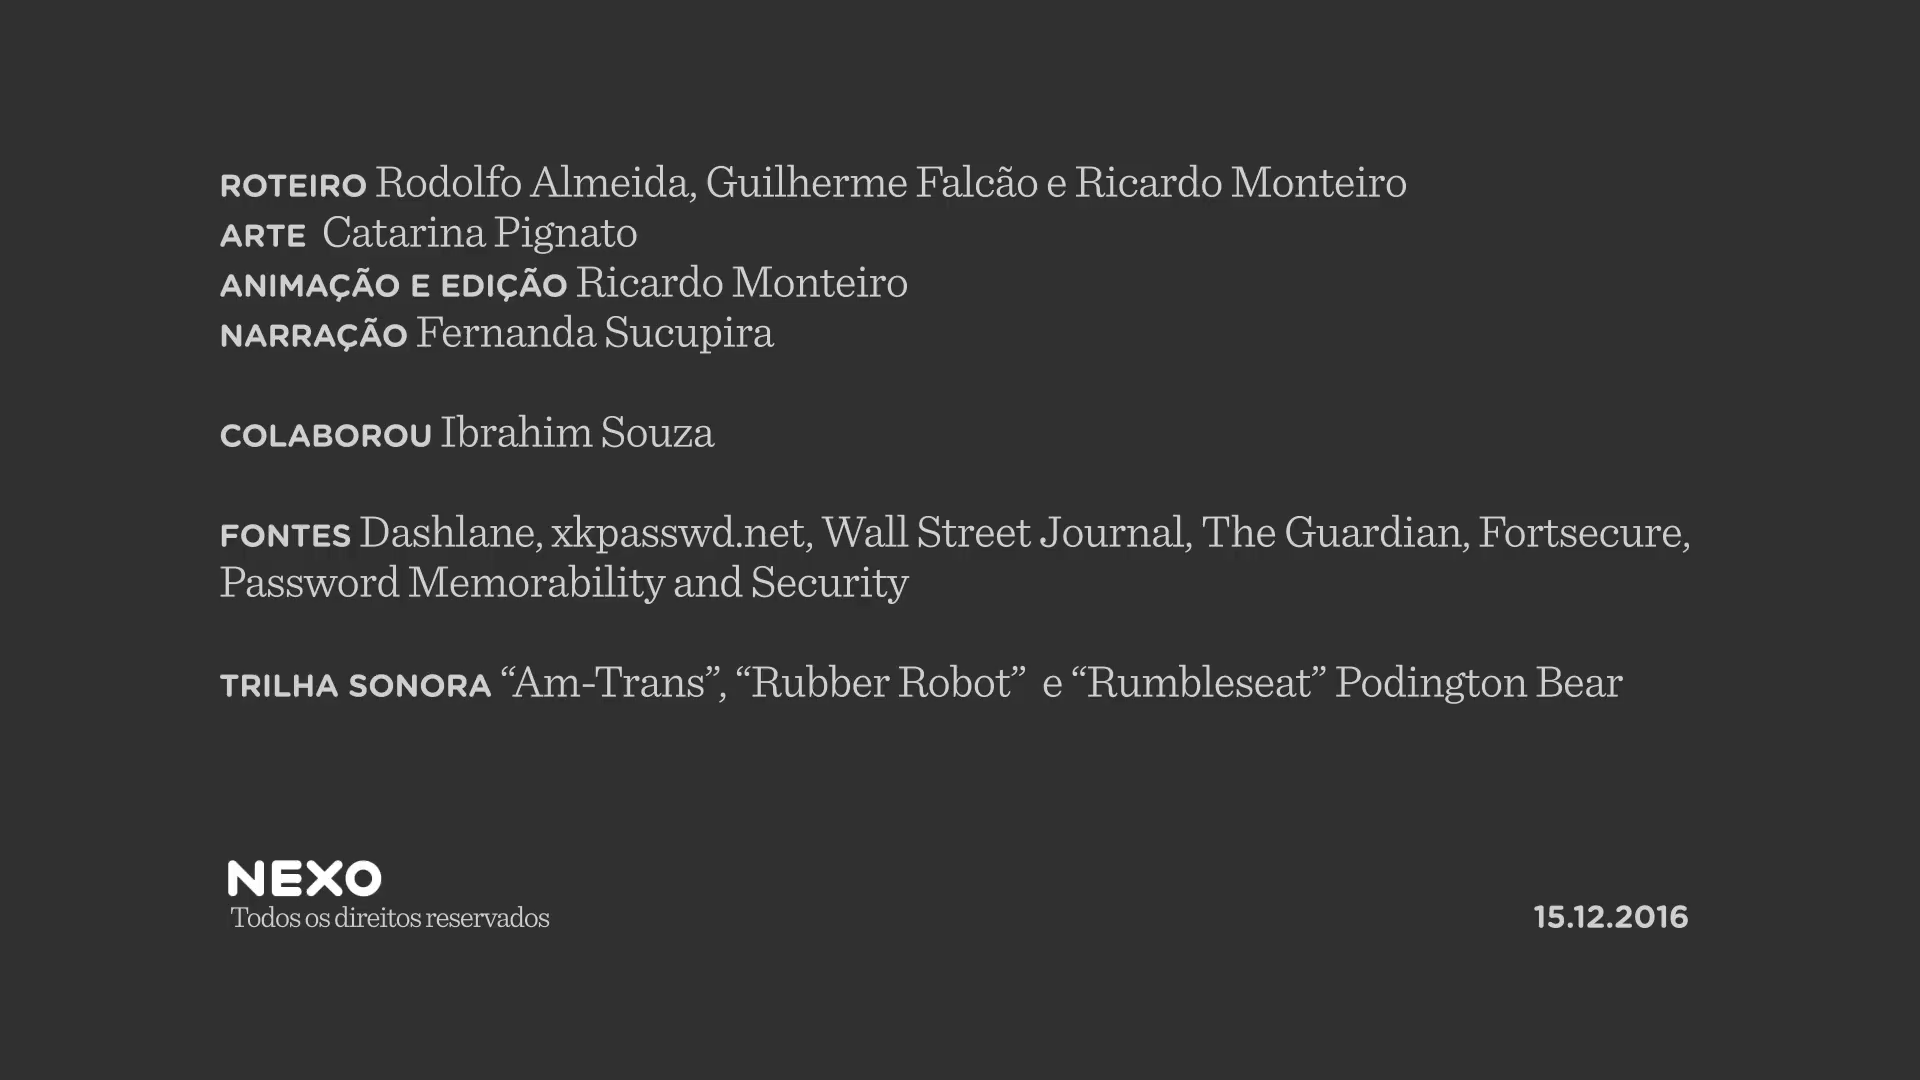 ROTEIRO Rodolfo Almeida, Guilherme Falcão e Ricardo Monteiro
ARTE Catarina Pignato
ANIMAÇÃO E EDIÇÃO Ricardo Monteiro
NARRAÇÃO Fernanda Sucupira
COLABOROU Ibrahim Souza
FONTES Dashlane, xkpasswd.net, Wall Street Journal, The Guardian, Fortsecure,
Password Memorability and Security
TRILHA SONORA “Am-Trans”, “Rubber Robot” e “Rumbleseat” Podington Bear
NEXO
Todos os direitos reservados
15.12.2016